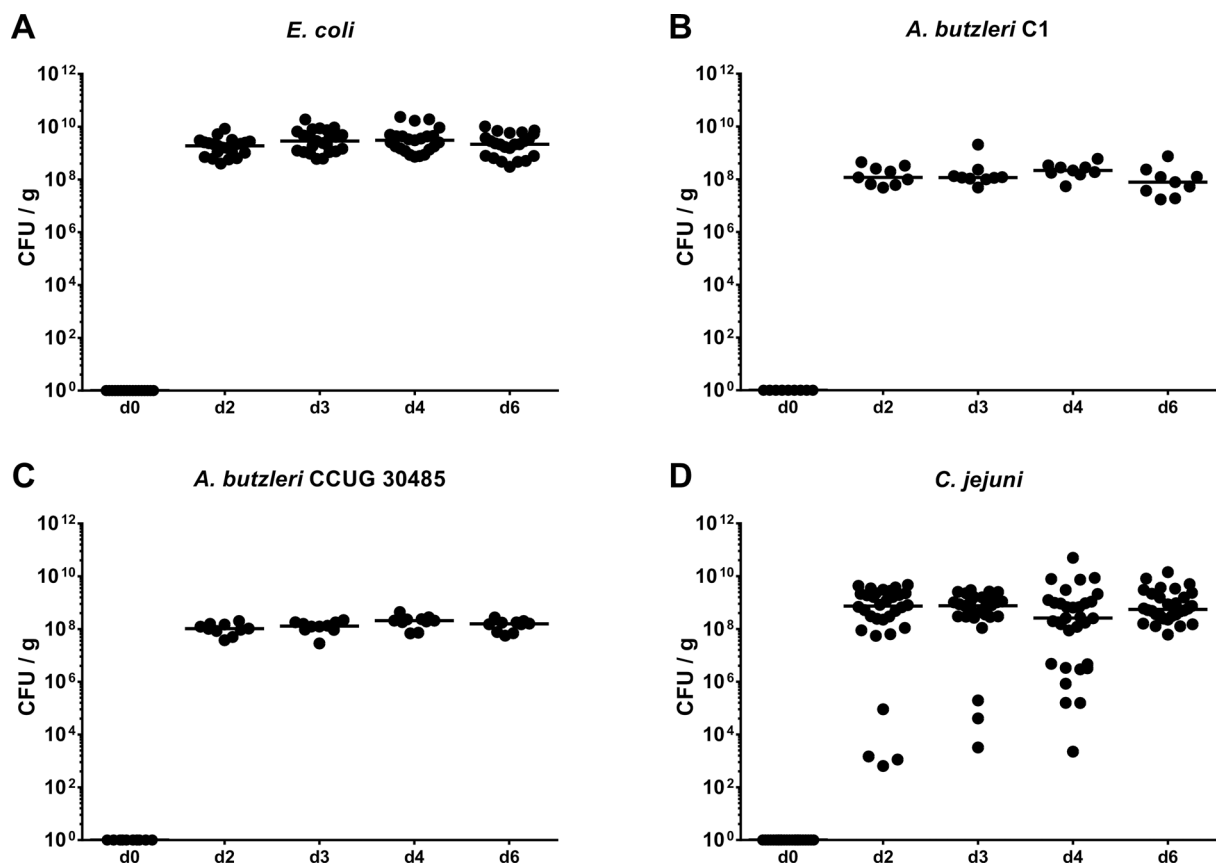 A
E. coli
10¹²
10¹⁰
10⁸
10⁶
10⁴
10²
10⁰
CFU / g
d0 d2 d3 d4 d6
B
A. butzleri C1
10¹²
10¹⁰
10⁸
10⁶
10⁴
10²
10⁰
CFU / g
d0 d2 d3 d4 d6
C
A. butzleri CCUG 30485
10¹²
10¹⁰
10⁸
10⁶
10⁴
10²
10⁰
CFU / g
d0 d2 d3 d4 d6
D
C. jejuni
10¹²
10¹⁰
10⁸
10⁶
10⁴
10²
10⁰
CFU / g
d0 d2 d3 d4 d6